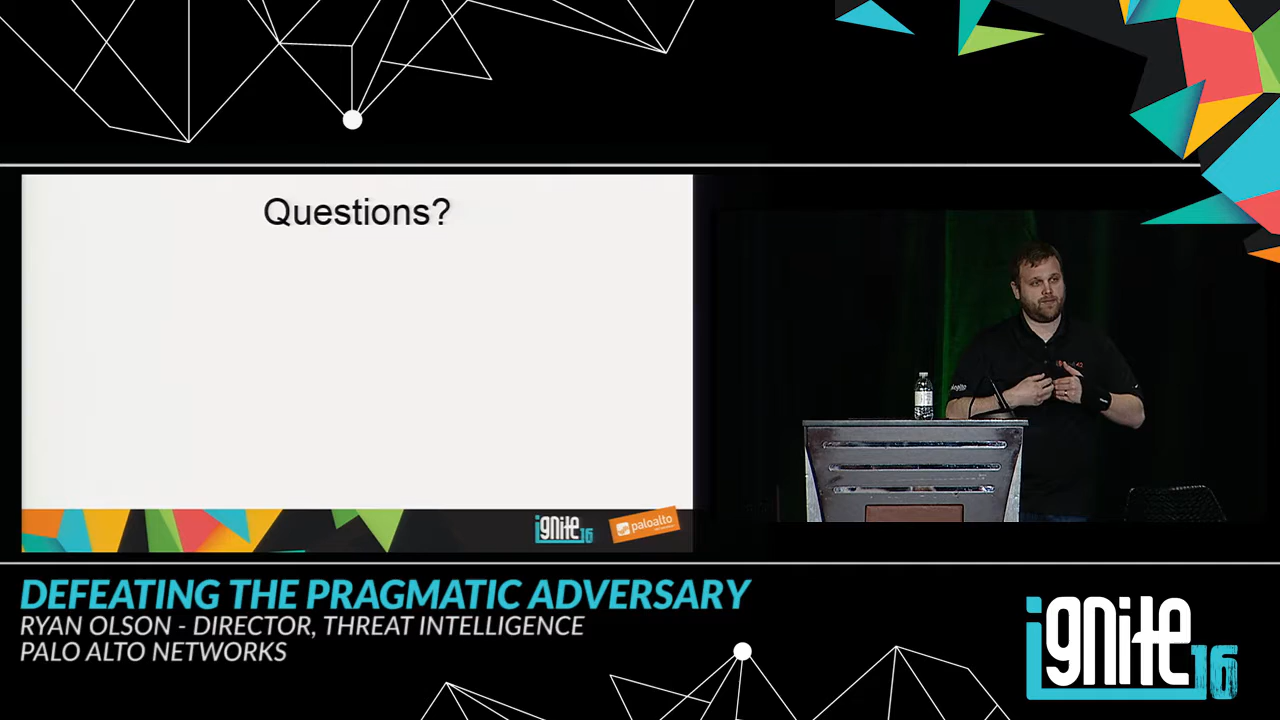 Questions?
ignite16
paloalto
DEFEATING THE PRAGMATIC ADVERSARY
RYAN OLSON - DIRECTOR, THREAT INTELLIGENCE
PALO ALTO NETWORKS
ignite16